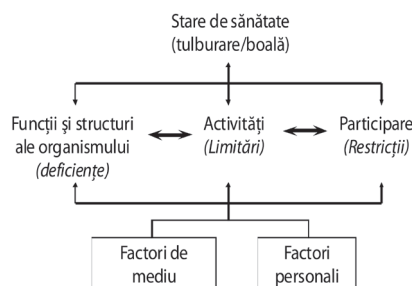 Stare de sănătate
(tulburare/boală)
Funcții și structuri
ale organismului
(deficiențe)
Activități
(Limitări)
Participare
(Restricții)
Factori de
mediu
Factori
personali